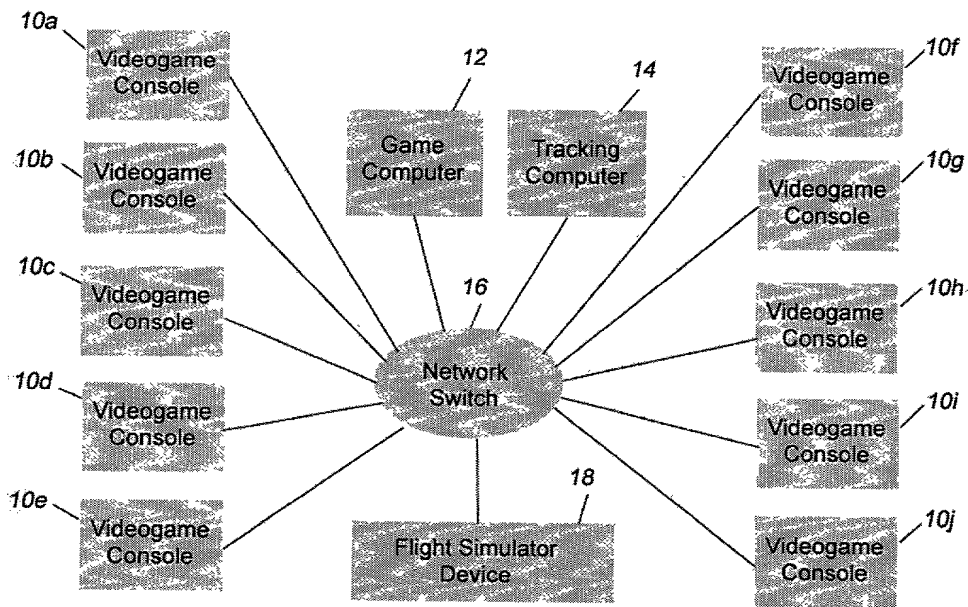 10a
Videogame
Console
10b
Videogame
Console
10c
Videogame
Console
10d
Videogame
Console
10e
Videogame
Console
12
Game
Computer
14
Tracking
Computer
16
Network
Switch
18
Flight Simulator
Device
10f
Videogame
Console
10g
Videogame
Console
10h
Videogame
Console
10i
Videogame
Console
10j
Videogame
Console